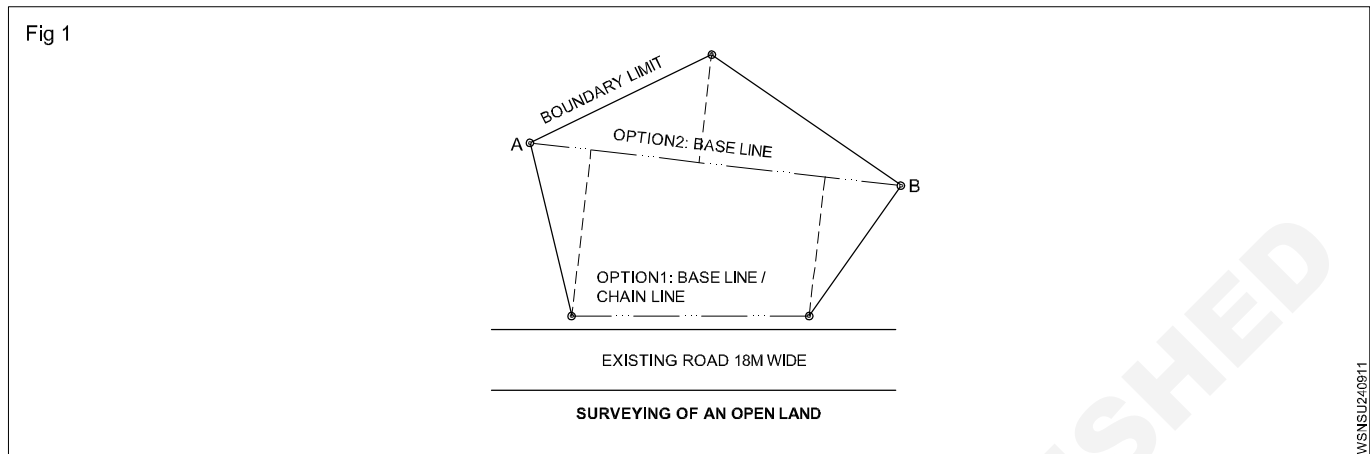 Fig 1
BOUNDARY LIMIT
A
OPTION2: BASE LINE
B
OPTION1: BASE LINE /
CHAIN LINE
EXISTING ROAD 18M WIDE
SURVEYING OF AN OPEN LAND
WSNSU240911
SHED